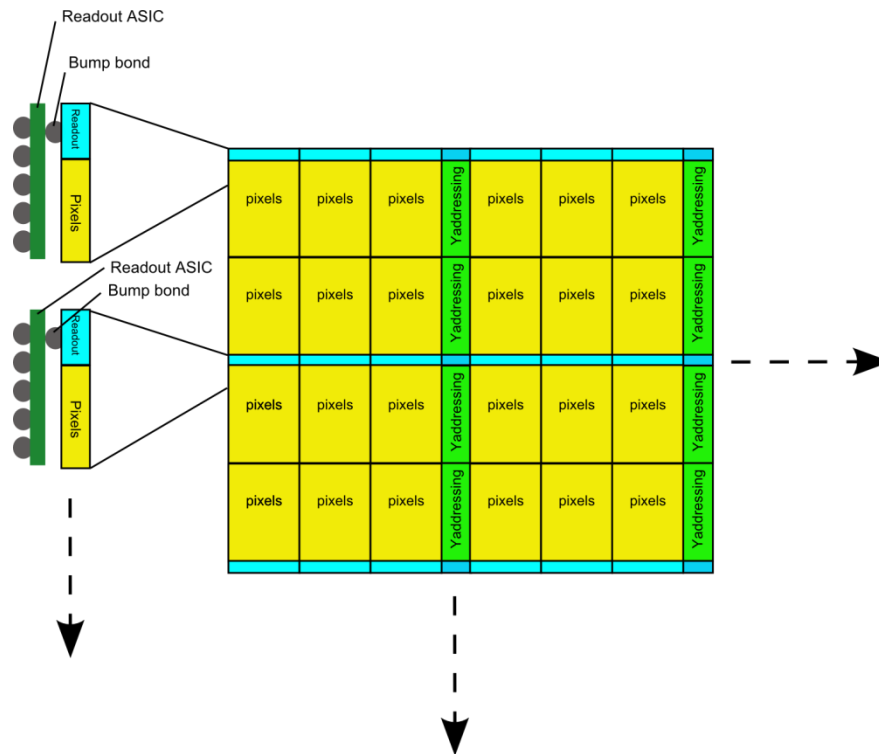 Readout ASIC
Bump bond
Readout
Pixels
Readout ASIC
Bump bond
Readout
Pixels
pixels pixels pixels Yaddressing pixels pixels pixels Yaddressing
pixels pixels pixels Yaddressing pixels pixels pixels Yaddressing
pixels pixels pixels Yaddressing pixels pixels pixels Yaddressing
pixels pixels pixels Yaddressing pixels pixels pixels Yaddressing